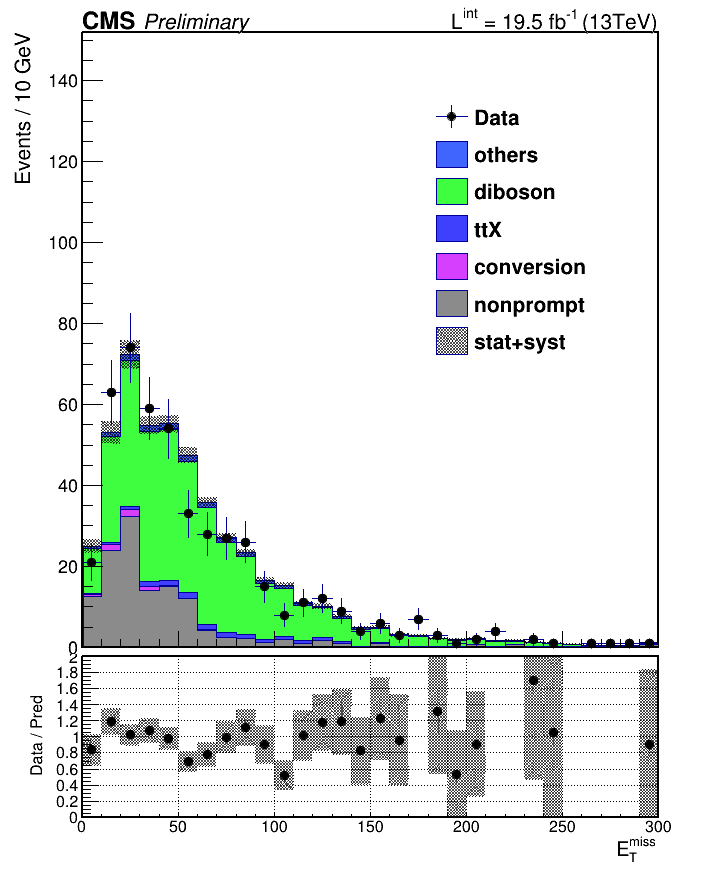 CMS Preliminary L^int = 19.5 fb^-1 (13TeV)
Events / 10 GeV
140
120
100
80
60
40
20
0
Data
others
diboson
ttX
conversion
nonprompt
stat+syst
Data / Pred
2
1.8
1.6
1.4
1.2
1
0.8
0.6
0.4
0.2
0
0 50 100 150 200 250 300
E_T^miss